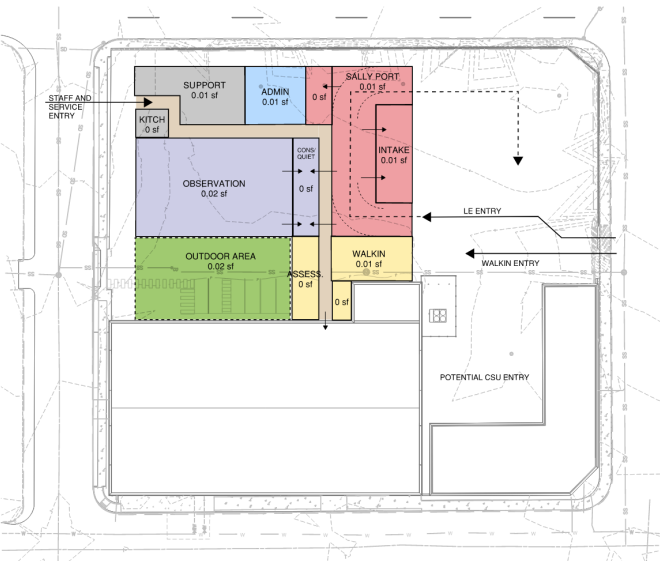 SUPPORT
0.01 sf
ADMIN
0.01 sf
0 sf
SALLY PORT
0.01 sf
STAFF AND
SERVICE
ENTRY
KITCH
0 sf
INTAKE
0.01 sf
CONS/
QUIET
0 sf
OBSERVATION
0.02 sf
LE ENTRY
OUTDOOR AREA
0.02 sf
ASSESS.
0 sf
WALKIN
0.01 sf
WALKIN ENTRY
0 sf
POTENTIAL CSU ENTRY